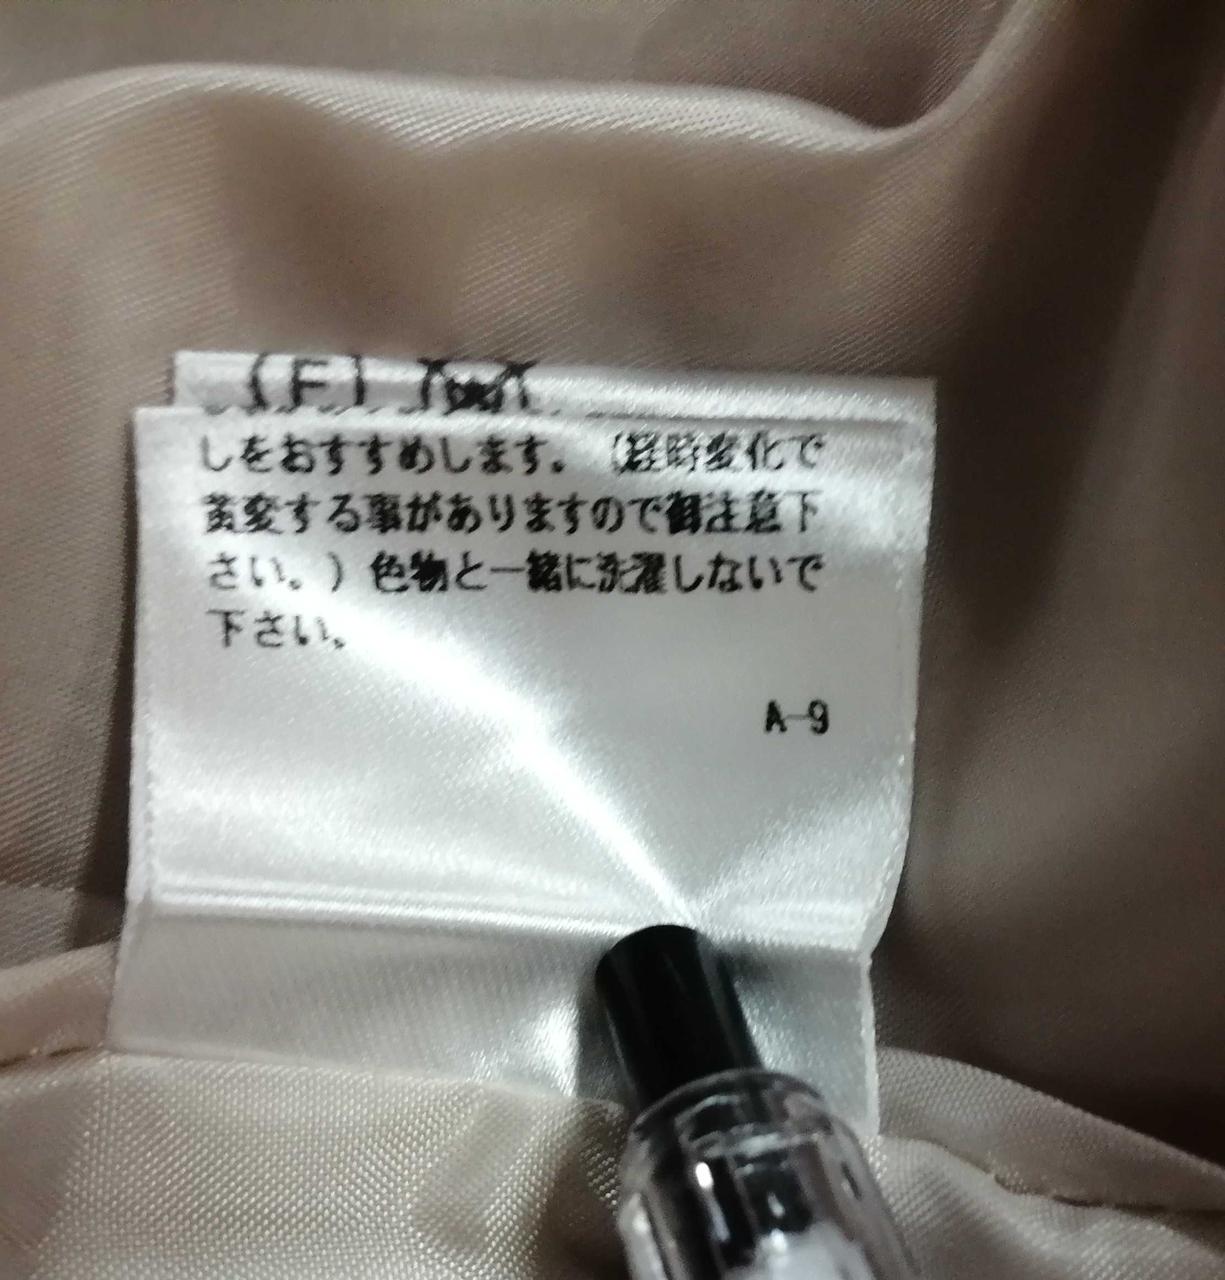 (F)
しをおすすめします。(経時変化で
黄変する事がありますので御注意下
さい。)色物と一緒に洗濯しないで
下さい。
A-9